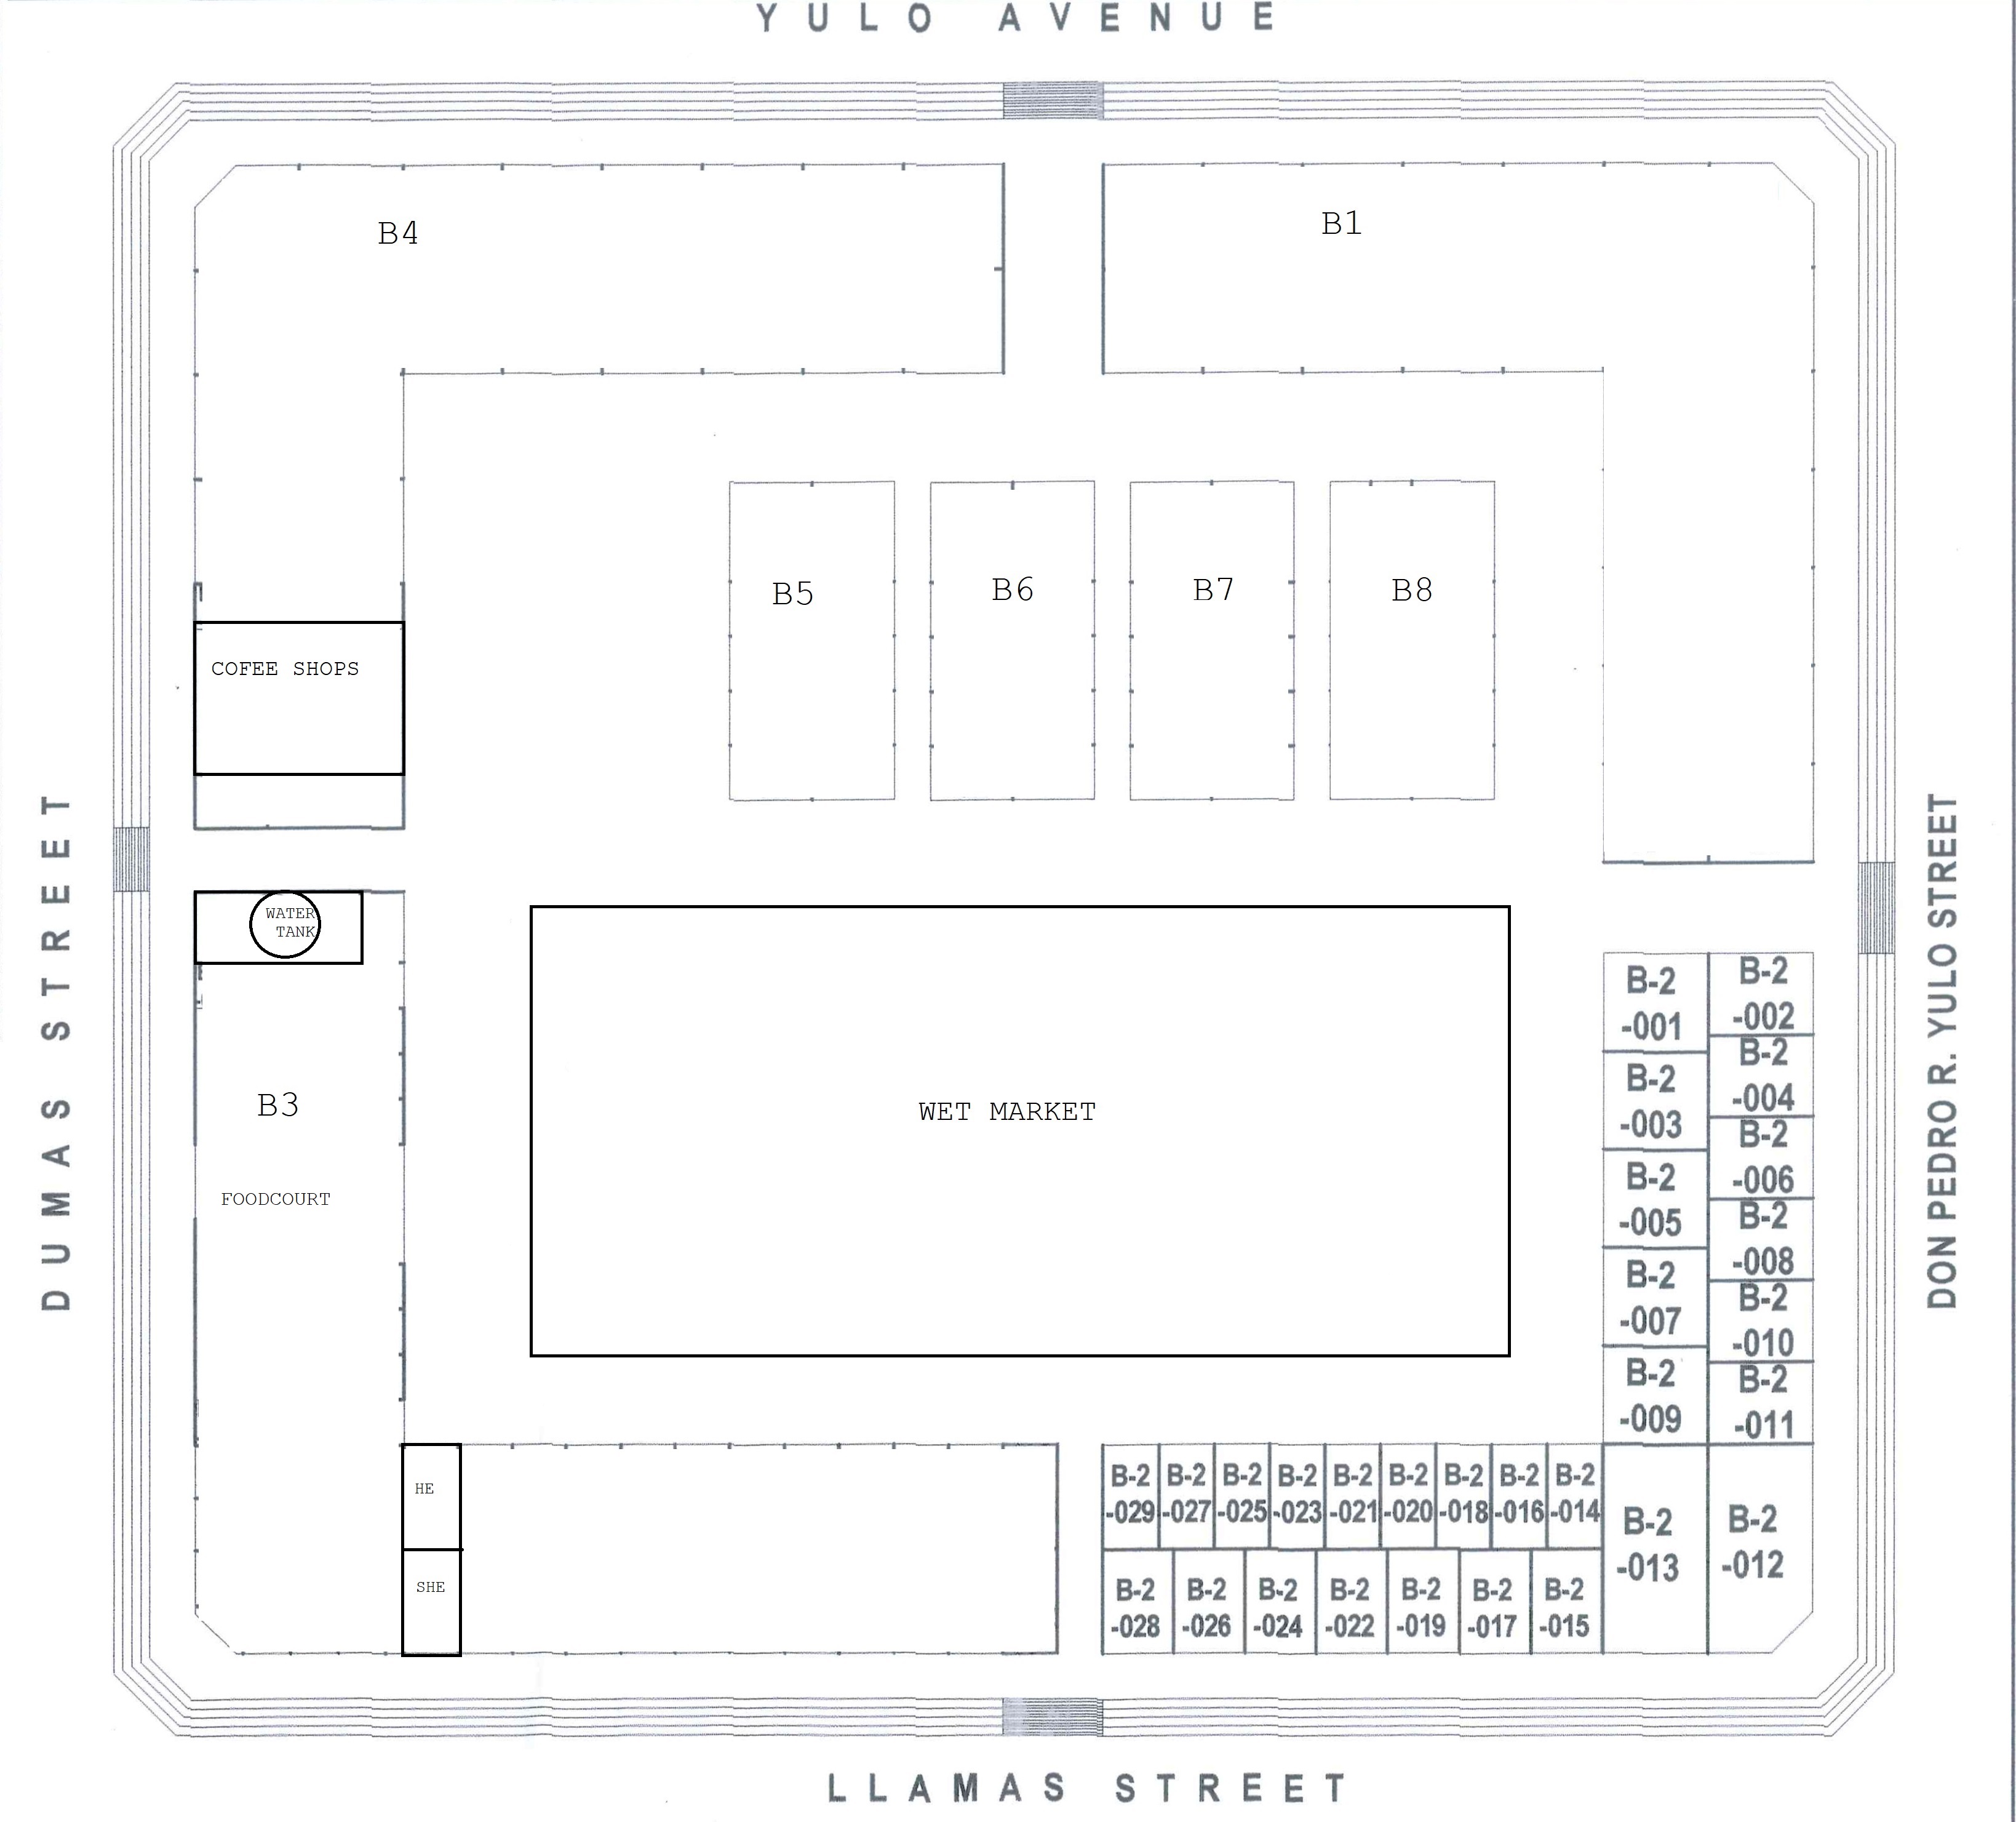 YULO AVENUE
B4
B1
B5
B6
B7
B8
COFEE SHOPS
DUMAS STREET
DON PEDRO R. YULO STREET
WATER
TANK
B3
FOODCOURT
WET MARKET
B-2
-001
B-2
-002
B-2
-003
B-2
-004
B-2
-005
B-2
-006
B-2
-007
B-2
-008
B-2
-009
B-2
-010
B-2
-011
HE
SHE
B-2
-029
B-2
-027
B-2
-025
B-2
-023
B-2
-021
B-2
-020
B-2
-018
B-2
-016
B-2
-014
B-2
-013
B-2
-012
B-2
-028
B-2
-026
B-2
-024
B-2
-022
B-2
-019
B-2
-017
B-2
-015
LLAMAS STREET